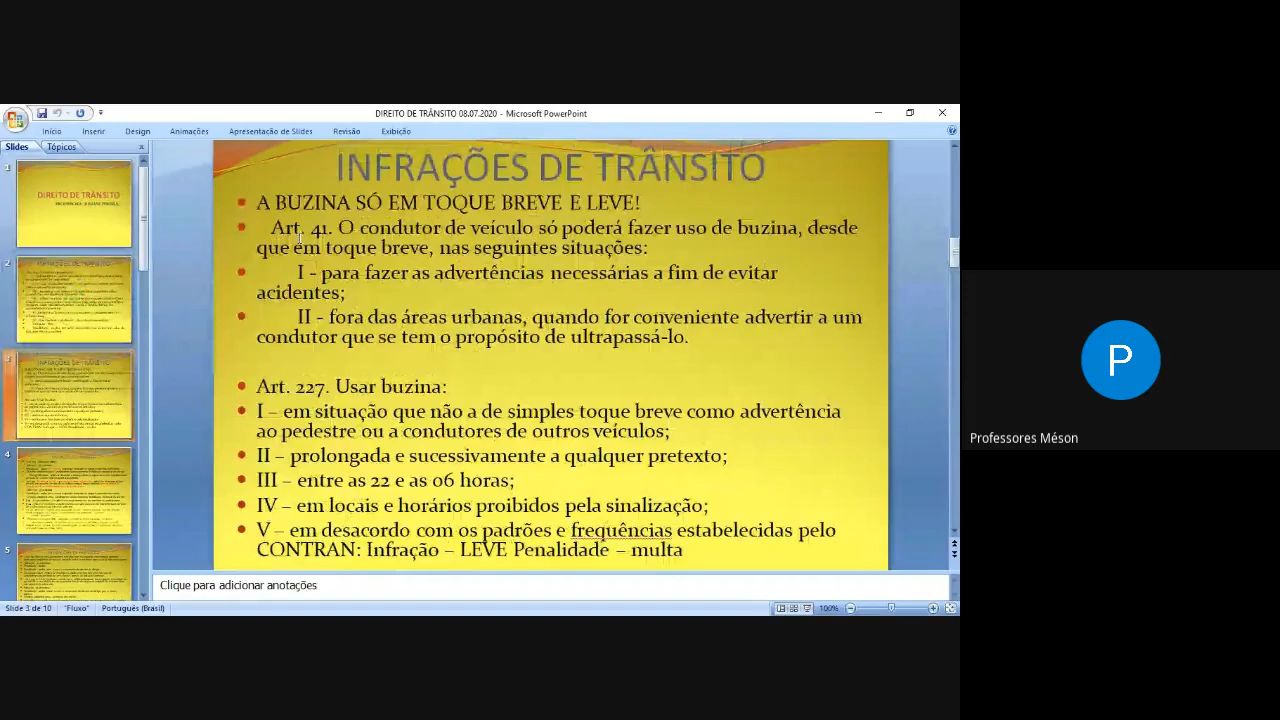 DIREITO DE TRÂNSITO 08.07.2020 - Microsoft PowerPoint
Início Inserir Design Animações Apresentação de Slides Revisão Exibição
Slides Tópicos
1
DIREITO DE TRÂNSITO
2
3
4
5
INFRAÇÕES DE TRÂNSITO
A BUZINA SÓ EM TOQUE BREVE E LEVE!
Art. 41. O condutor de veículo só poderá fazer uso de buzina, desde
que em toque breve, nas seguintes situações:
I - para fazer as advertências necessárias a fim de evitar
acidentes;
II - fora das áreas urbanas, quando for conveniente advertir a um
condutor que se tem o propósito de ultrapassá-lo.
Art. 227. Usar buzina:
I – em situação que não a de simples toque breve como advertência
ao pedestre ou a condutores de outros veículos;
II – prolongada e sucessivamente a qualquer pretexto;
III – entre as 22 e as 06 horas;
IV – em locais e horários proibidos pela sinalização;
V – em desacordo com os padrões e frequências estabelecidas pelo
CONTRAN: Infração – LEVE Penalidade – multa
Clique para adicionar anotações
Slide 3 de 10 "Fluxo" Português (Brasil) 100%
P
Professores Méson